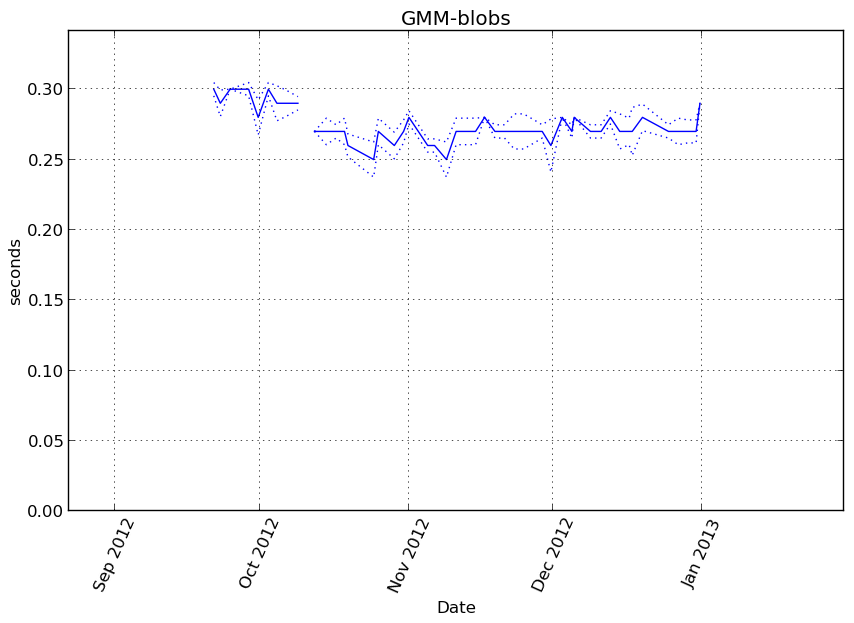 GMM-blobs
0.30
0.25
0.20
0.15
0.10
0.05
0.00
seconds
Sep 2012
Oct 2012
Nov 2012
Dec 2012
Jan 2013
Date